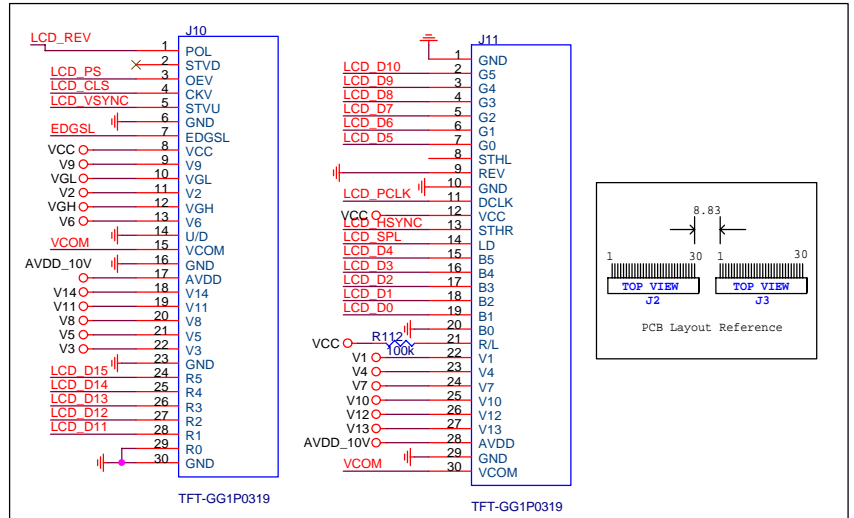 J10
LCD_REV 1 POL
2 STVD
LCD_PS 3 OEV
LCD_CLS 4 CKV
LCD_VSYNC 5 STVU
6 GND
EDGSL 7 EDGSL
VCC 8 VCC
V9 9 V9
VGL 10 VGL
V2 11 V2
VGH 12 VGH
V6 13 V6
14 U/D
VCOM 15 VCOM
16 GND
AVDD_10V 17 AVDD
V14 18 V14
V11 19 V11
V8 20 V8
V5 21 V5
V3 22 V3
23 GND
LCD_D15 24 R5
LCD_D14 25 R4
LCD_D13 26 R3
LCD_D12 27 R2
LCD_D11 28 R1
29 R0
30 GND
TFT-GG1P0319
J11
1 GND
LCD_D10 2 G5
LCD_D9 3 G4
LCD_D8 4 G3
LCD_D7 5 G2
LCD_D6 6 G1
LCD_D5 7 G0
8 STHL
9 REV
10 GND
LCD_PCLK 11 DCLK
VCC 12 VCC
LCD_HSYNC 13 STHR
LCD_SPL 14 LD
LCD_D4 15 B5
LCD_D3 16 B4
LCD_D2 17 B3
LCD_D1 18 B2
LCD_D0 19 B1
20 B0
VCC R112 100k 21 R/L
V1 22 V1
V4 23 V4
V7 24 V7
V10 25 V10
V12 26 V12
V13 27 V13
AVDD_10V 28 AVDD
29 GND
VCOM 30 VCOM
TFT-GG1P0319
8.83
1 30 1 30
TOP VIEW TOP VIEW
J2 J3
PCB Layout Reference